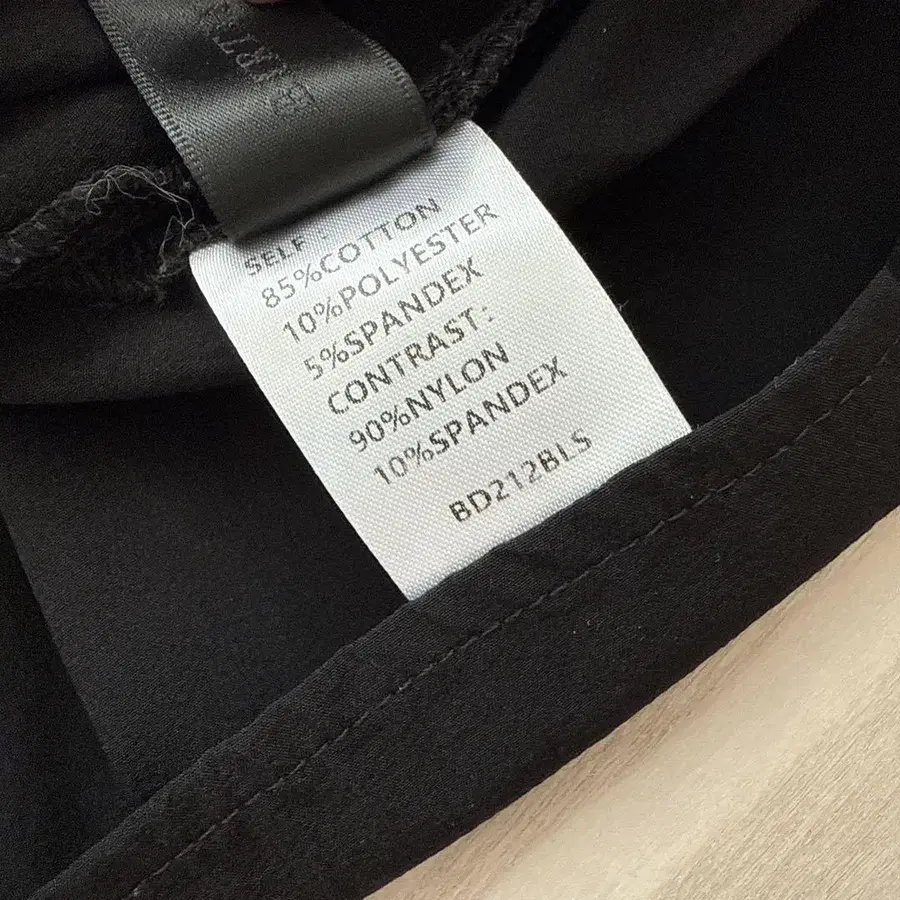 SELF :
85%COTTON
10%POLYESTER
5%SPANDEX
CONTRAST:
90%NYLON
10%SPANDEX
BD212BLS